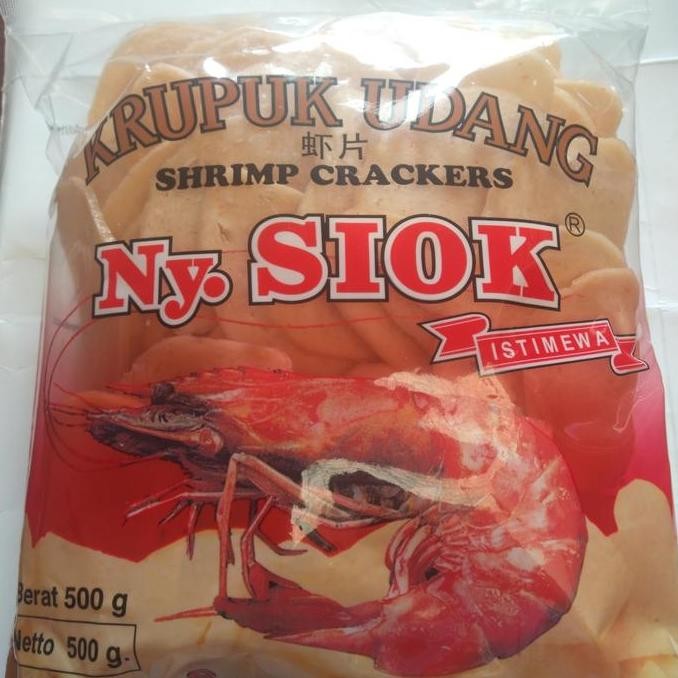 KRUPUK UDANG
虾片
SHRIMP CRACKERS
Ny. SIOK ®
ISTIMEWA
Berat 500 g
Netto 500 g.